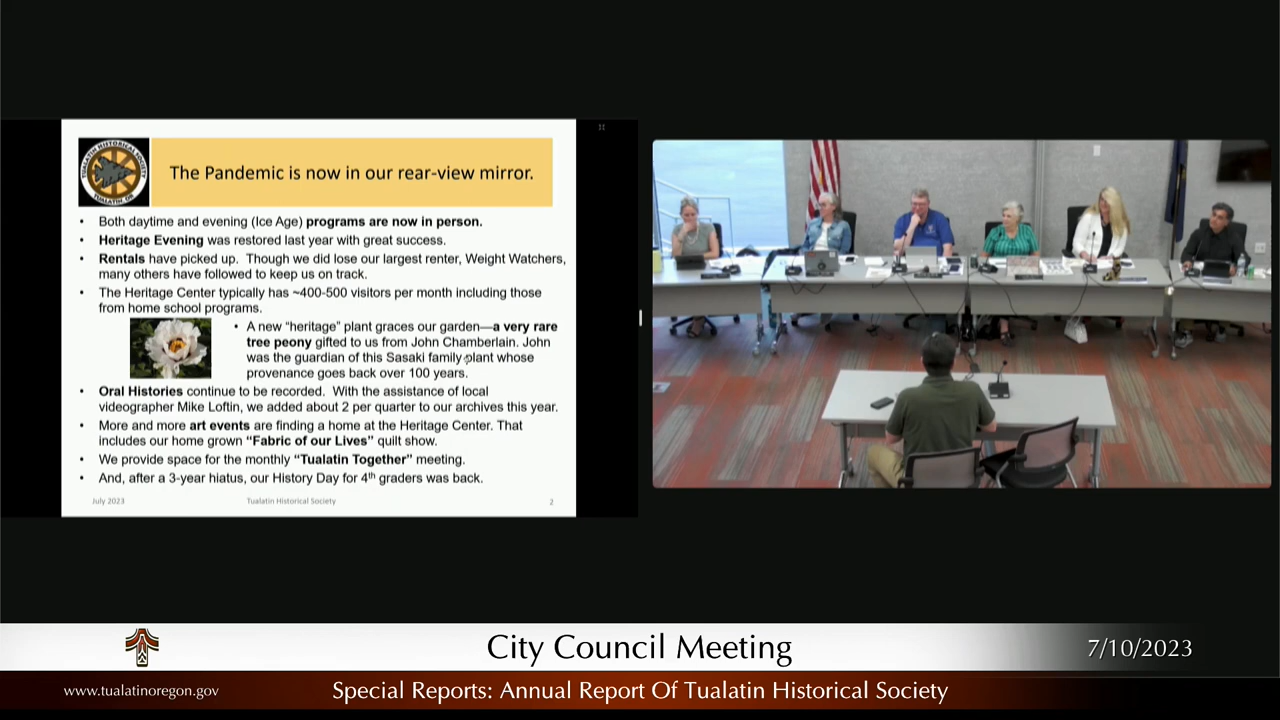 TUALATIN HISTORICAL SOCIETY
TUALATIN, OR
The Pandemic is now in our rear-view mirror.
• Both daytime and evening (Ice Age) programs are now in person.
• Heritage Evening was restored last year with great success.
• Rentals have picked up. Though we did lose our largest renter, Weight Watchers,
many others have followed to keep us on track.
• The Heritage Center typically has ~400-500 visitors per month including those
from home school programs.
• A new “heritage” plant graces our garden—a very rare
tree peony gifted to us from John Chamberlain. John
was the guardian of this Sasaki family plant whose
provenance goes back over 100 years.
• Oral Histories continue to be recorded. With the assistance of local
videographer Mike Loftin, we added about 2 per quarter to our archives this year.
• More and more art events are finding a home at the Heritage Center. That
includes our home grown “Fabric of our Lives” quilt show.
• We provide space for the monthly “Tualatin Together” meeting.
• And, after a 3-year hiatus, our History Day for 4th graders was back.
July 2023 Tualatin Historical Society 2
City Council Meeting 7/10/2023
www.tualatinoregon.gov Special Reports: Annual Report Of Tualatin Historical Society